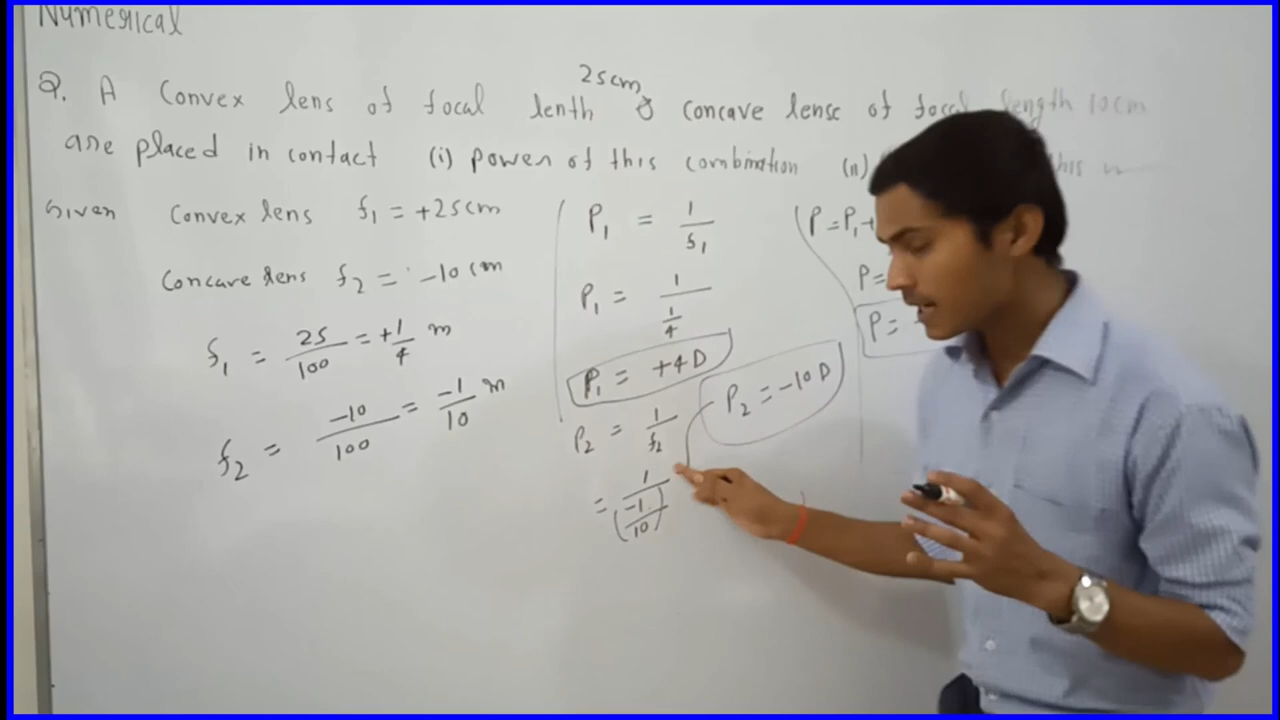 Numerical
Q. A Convex lens of focal lenth 25cm & concave lense of focal length 10cm
are placed in contact (i) power of this combination (ii) this
Given Convex lens f₁ = +25cm
Concave lens f₂ = -10 cm
f₁ = 25/100 = +1/4 m
f₂ = -10/100 = -1/10 m
P₁ = 1/f₁
P₁ = 1/(1/4)
P₁ = +4D
P₂ = 1/f₂
= 1/(-1/10)
P₂ = -10D
P = P₁ +
P =
P = -